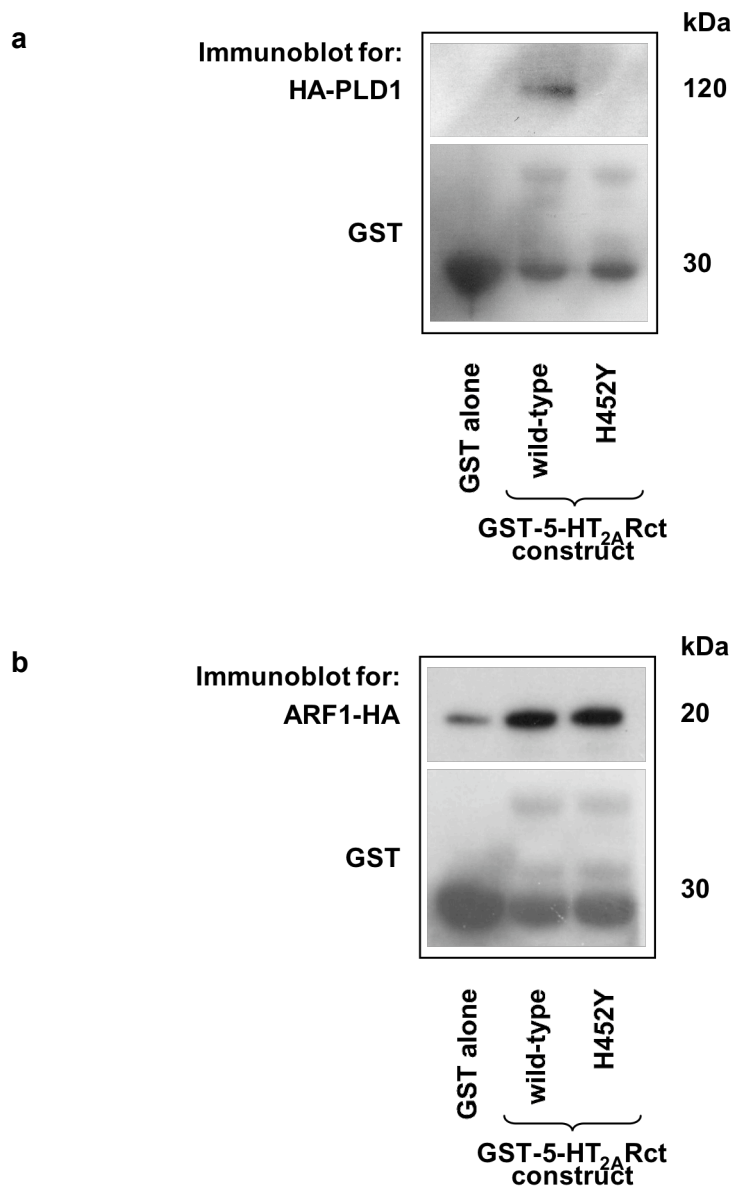 a
kDa
Immunoblot for:
HA-PLD1
120
GST
30
GST alone
wild-type
H452Y
GST-5-HT2ARct
construct
b
kDa
Immunoblot for:
ARF1-HA
20
GST
30
GST alone
wild-type
H452Y
GST-5-HT2ARct
construct